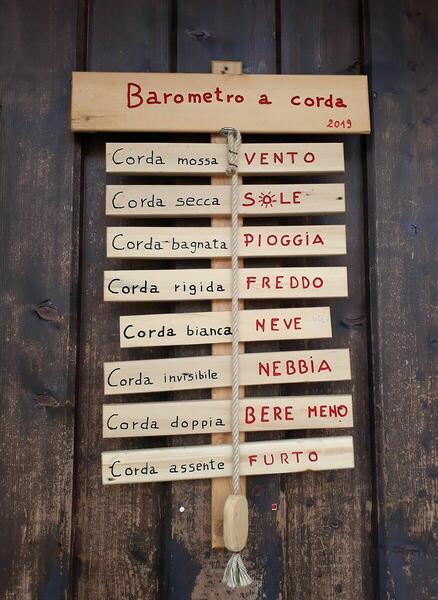 Barometro a corda
2019
Corda mossa VENTO
Corda secca SOLE
Corda bagnata PIOGGIA
Corda rigida FREDDO
Corda bianca NEVE
Corda invisibile NEBBIA
Corda doppia BERE MENO
Corda assente FURTO